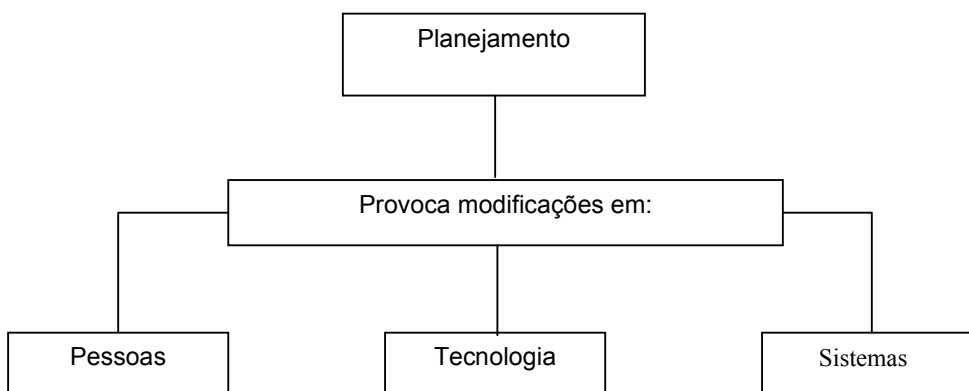 Planejamento
Provoca modificações em:
Pessoas
Tecnologia
Sistemas